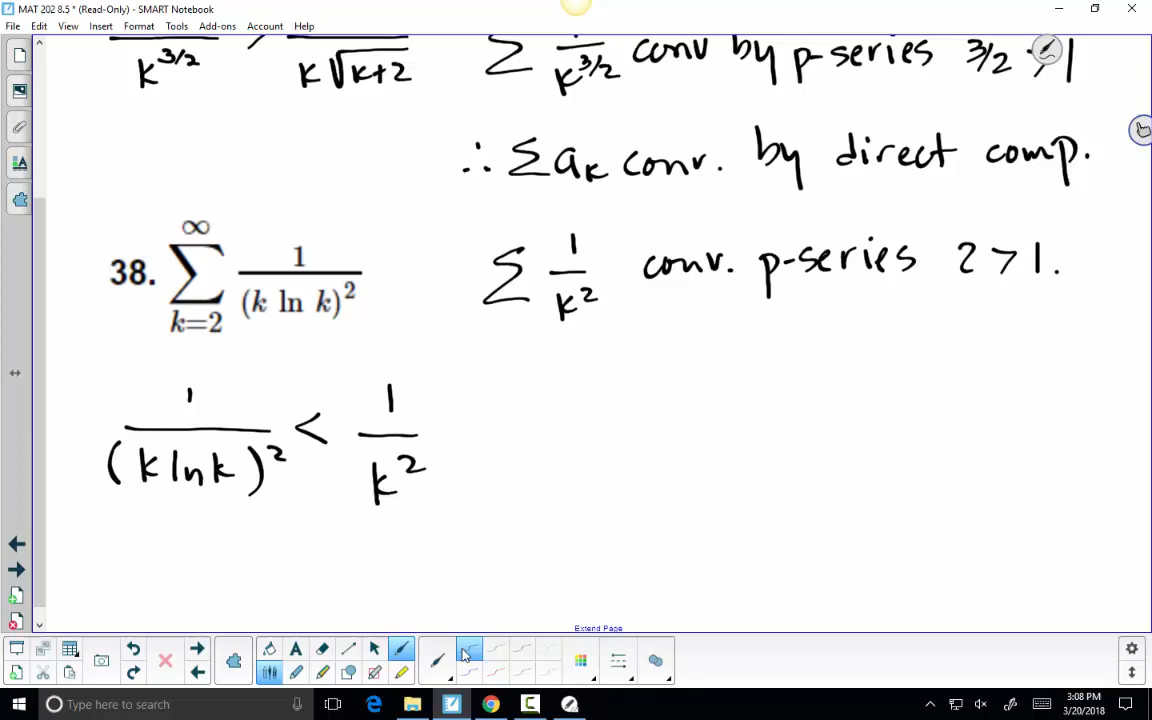 MAT 202 8.5 * (Read-Only) - SMART Notebook
File Edit View Insert Format Tools Add-ons Account Help
k^{3/2} > k√(k+2) Σ 1/k^{3/2} conv by p-series 3/2 > 1
∴ Σ a_k conv. by direct comp.
38. \sum_{k=2}^{∞} 1/(k ln k)^2 Σ 1/k^2 conv. p-series 2 > 1.
1/(k ln k)^2 < 1/k^2
Extend Page
Type here to search
3:08 PM
3/20/2018